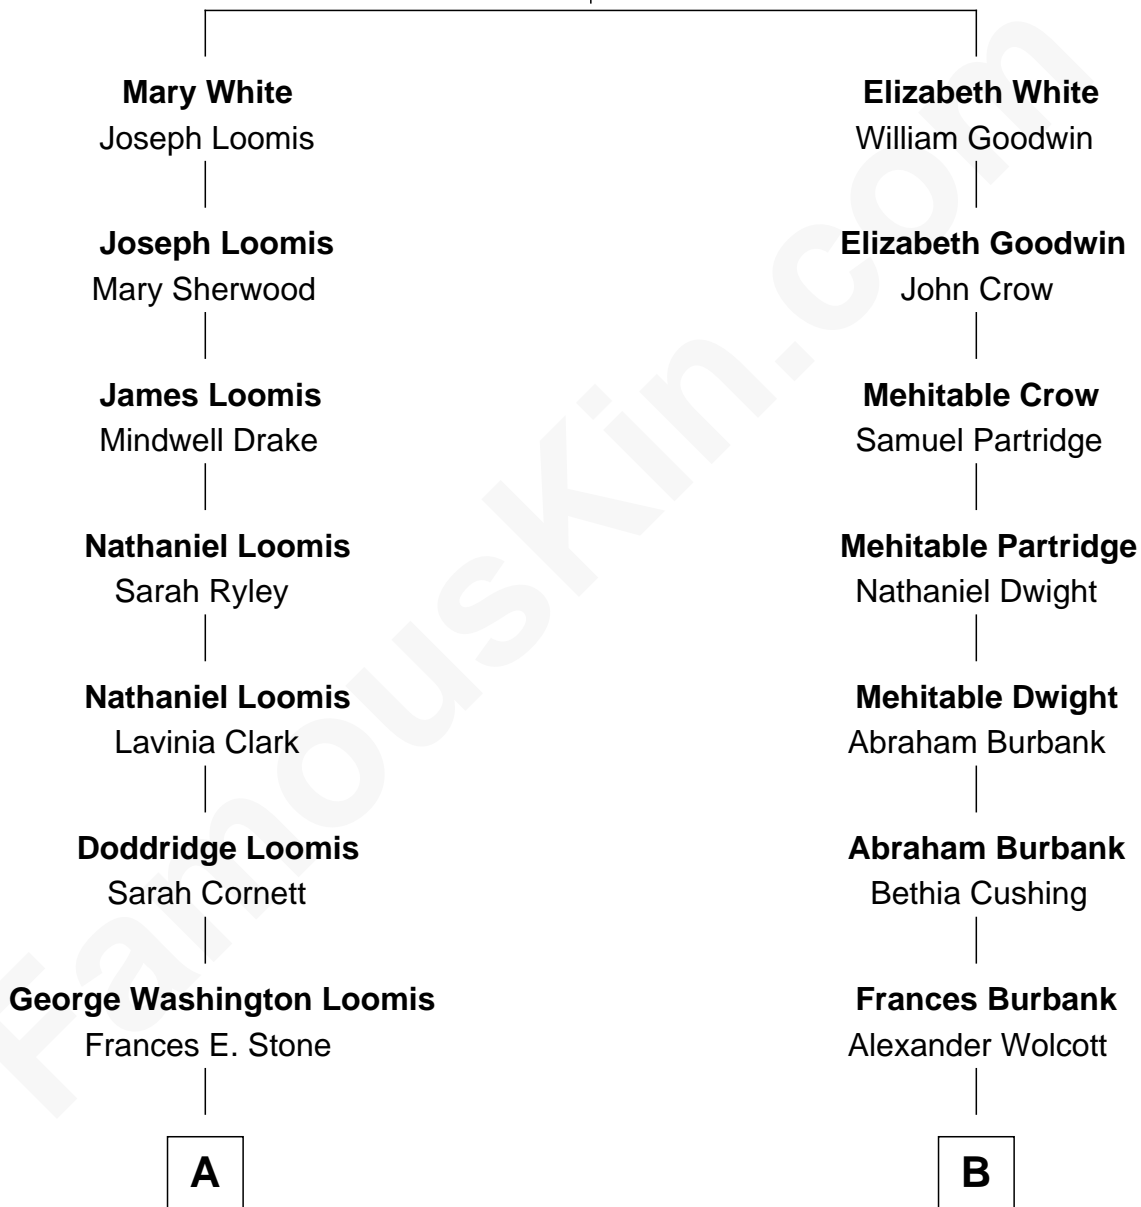 Mary White
Joseph Loomis
Joseph Loomis
Mary Sherwood
James Loomis
Mindwell Drake
Nathaniel Loomis
Sarah Ryley
Nathaniel Loomis
Lavinia Clark
Doddridge Loomis
Sarah Cornett
George Washington Loomis
Frances E. Stone
A
Elizabeth White
William Goodwin
Elizabeth Goodwin
John Crow
Mehitable Crow
Samuel Partridge
Mehitable Partridge
Nathaniel Dwight
Mehitable Dwight
Abraham Burbank
Abraham Burbank
Bethia Cushing
Frances Burbank
Alexander Wolcott
B
FamousKin.com